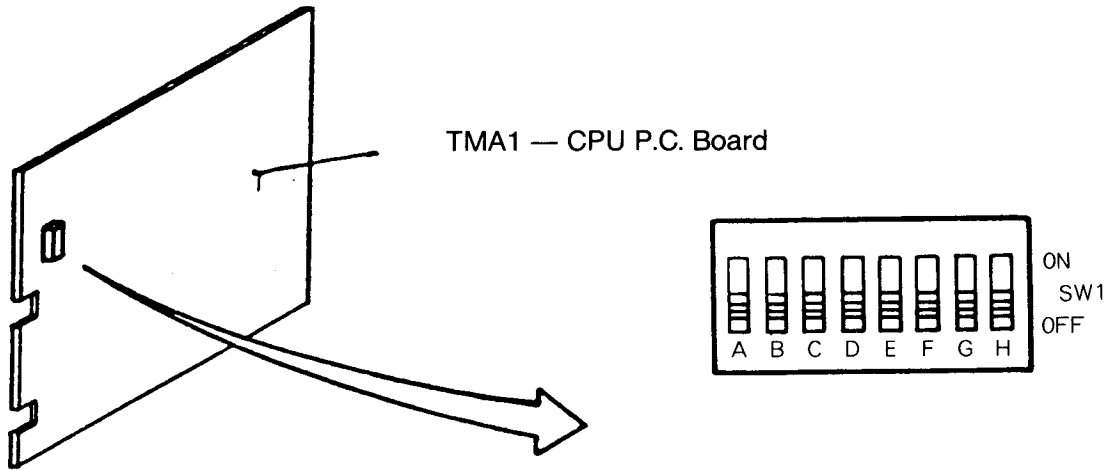 TMA1 — CPU P.C. Board
ON
SW1
OFF
A B C D E F G H